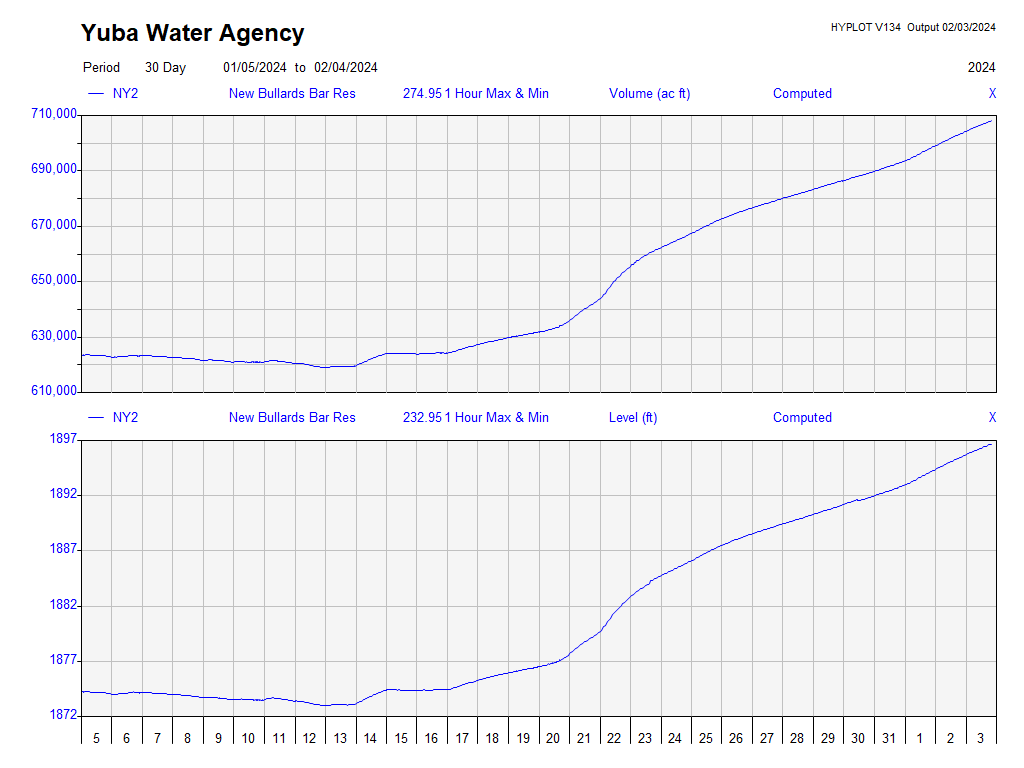 Yuba Water Agency
HYPLOT V134 Output 02/03/2024
Period 30 Day 01/05/2024 to 02/04/2024 2024
NY2 New Bullards Bar Res 274.95 1 Hour Max & Min Volume (ac ft) Computed X
710,000
690,000
670,000
650,000
630,000
610,000
NY2 New Bullards Bar Res 232.95 1 Hour Max & Min Level (ft) Computed X
1897
1892
1887
1882
1877
1872
5 6 7 8 9 10 11 12 13 14 15 16 17 18 19 20 21 22 23 24 25 26 27 28 29 30 31 1 2 3